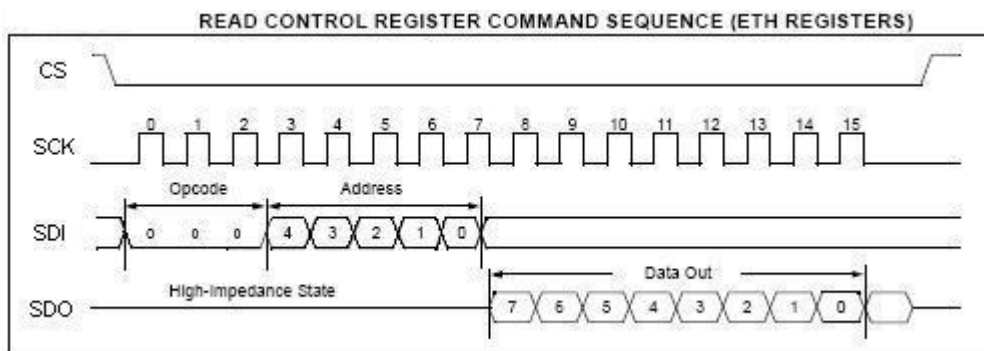 READ CONTROL REGISTER COMMAND SEQUENCE (ETH REGISTERS)
CS
0 1 2 3 4 5 6 7 8 9 10 11 12 13 14 15
SCK
Opcode Address
SDI 0 0 0 4 3 2 1 0
Data Out
High-Impedance State
SDO 7 6 5 4 3 2 1 0